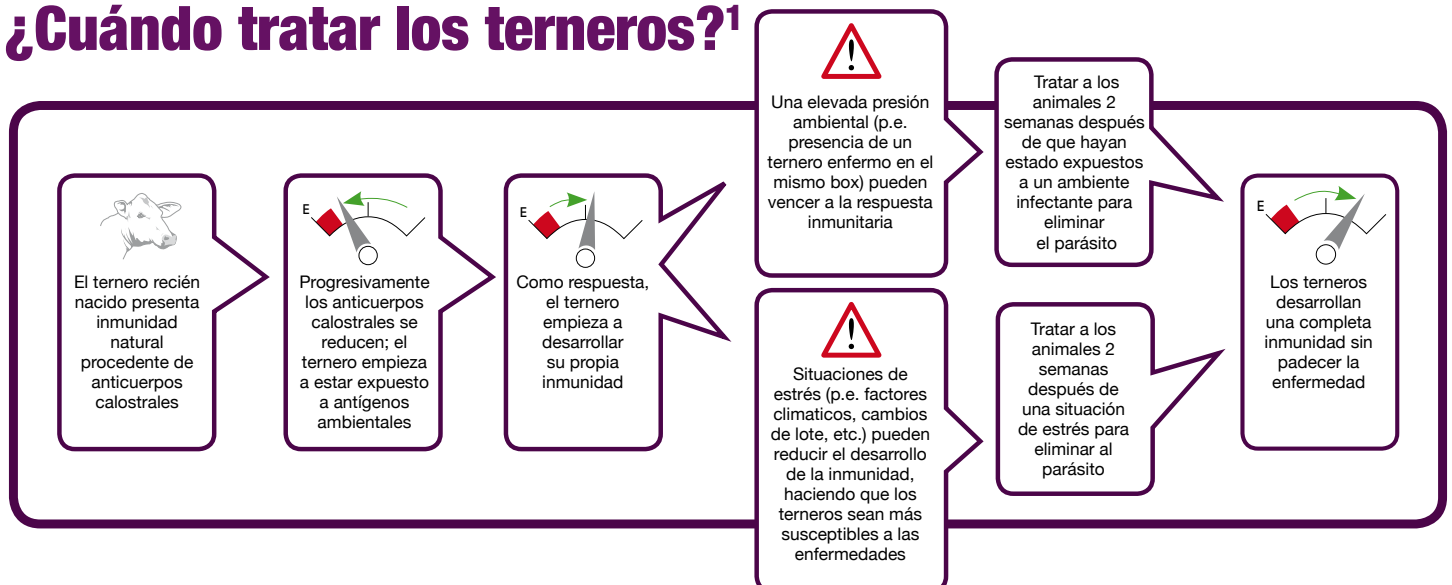 ¿Cuándo tratar los terneros?¹
El ternero recién
nacido presenta
inmunidad
natural
procedente de
anticuerpos
calostrales
E
Progresivamente
los anticuerpos
calostrales se
reducen; el
ternero empieza
a estar expuesto
a antígenos
ambientales
E
Como respuesta,
el ternero
empieza a
desarrollar
su propia
inmunidad
!
Una elevada presión
ambiental (p.e.
presencia de un
ternero enfermo en el
mismo box) pueden
vencer a la respuesta
inmunitaria
Tratar a los
animales 2
semanas después
de que hayan
estado expuestos
a un ambiente
infectante para
eliminar
el parásito
!
Situaciones de
estrés (p.e. factores
climaticos, cambios
de lote, etc.) pueden
reducir el desarrollo
de la inmunidad,
haciendo que los
terneros sean más
susceptibles a las
enfermedades
Tratar a los
animales 2
semanas
después de
una situación
de estrés para
eliminar al
parásito
E
Los terneros
desarrollan
una completa
inmunidad sin
padecer la
enfermedad